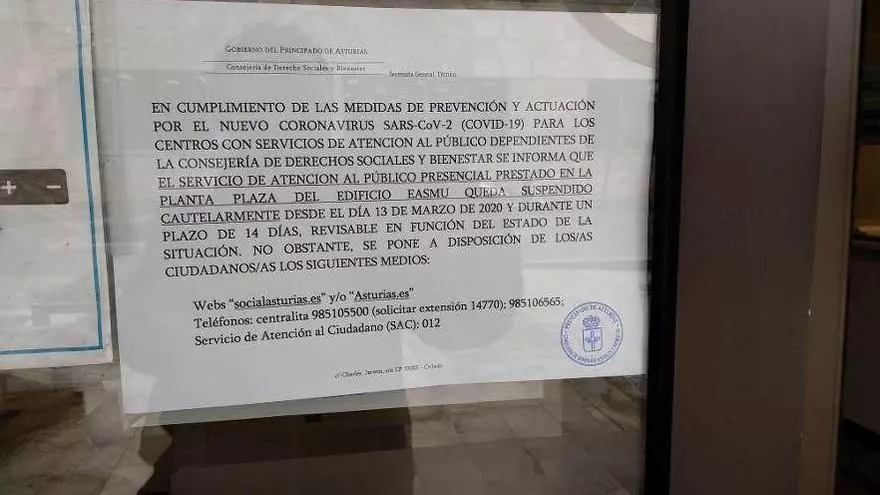 GOBIERNO DEL PRINCIPADO DE ASTURIAS
Consejería de Derechos Sociales y Bienestar
Secretaría General Técnica
EN CUMPLIMIENTO DE LAS MEDIDAS DE PREVENCIÓN Y ACTUACIÓN
POR EL NUEVO CORONAVIRUS SARS-CoV-2 (COVID-19) PARA LOS
CENTROS CON SERVICIOS DE ATENCION AL PÚBLICO DEPENDIENTES DE
LA CONSEJERÍA DE DERECHOS SOCIALES Y BIENESTAR SE INFORMA QUE
EL SERVICIO DE ATENCION AL PÚBLICO PRESENCIAL PRESTADO EN LA
PLANTA PLAZA DEL EDIFICIO EASMU QUEDA SUSPENDIDO
CAUTELARMENTE DESDE EL DÍA 13 DE MARZO DE 2020 Y DURANTE UN
PLAZO DE 14 DÍAS, REVISABLE EN FUNCIÓN DEL ESTADO DE LA
SITUACIÓN. NO OBSTANTE, SE PONE A DISPOSICIÓN DE LOS/AS
CIUDADANOS/AS LOS SIGUIENTES MEDIOS:
Webs “socialasturias.es” y/o “Asturias.es”
Teléfonos: centralita 985105500 (solicitar extensión 14770); 985106565;
Servicio de Atención al Ciudadano (SAC): 012
PRINCIPADO DE ASTURIAS
- Oviedo